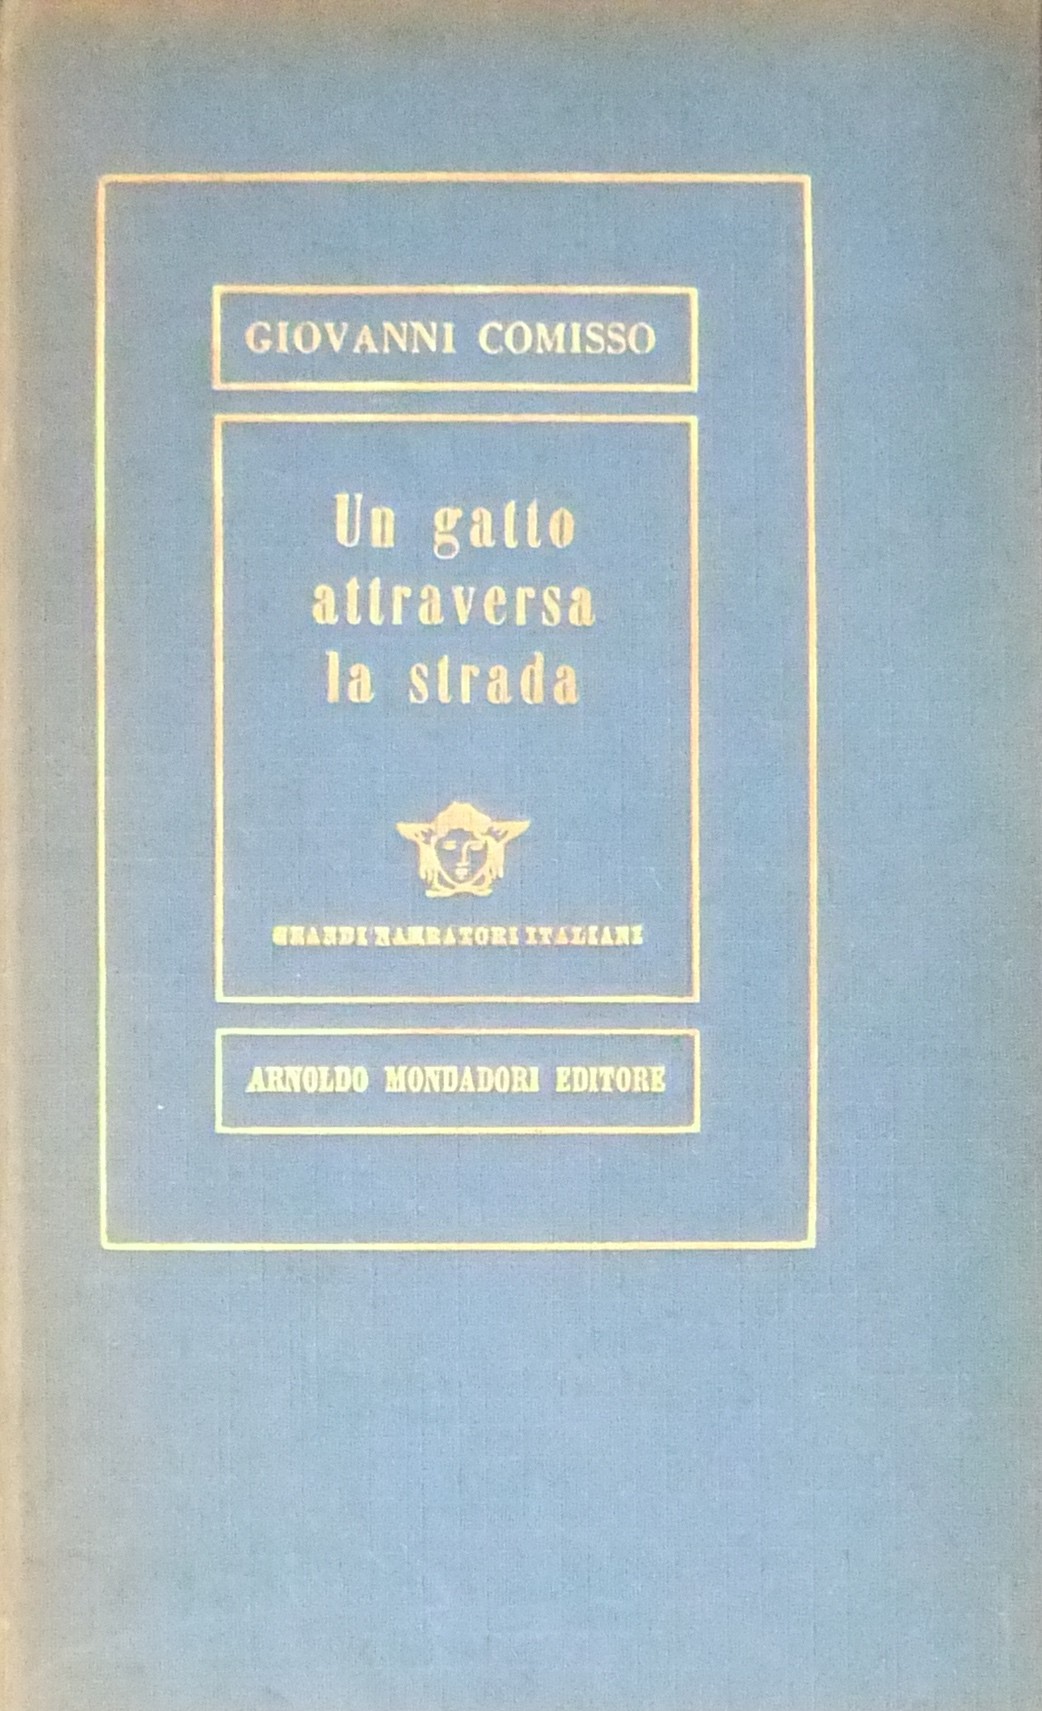 GIOVANNI COMISSO
Un gatto
attraversa
la strada
GRANDI NARRATORI ITALIANI
ARNOLDO MONDADORI EDITORE